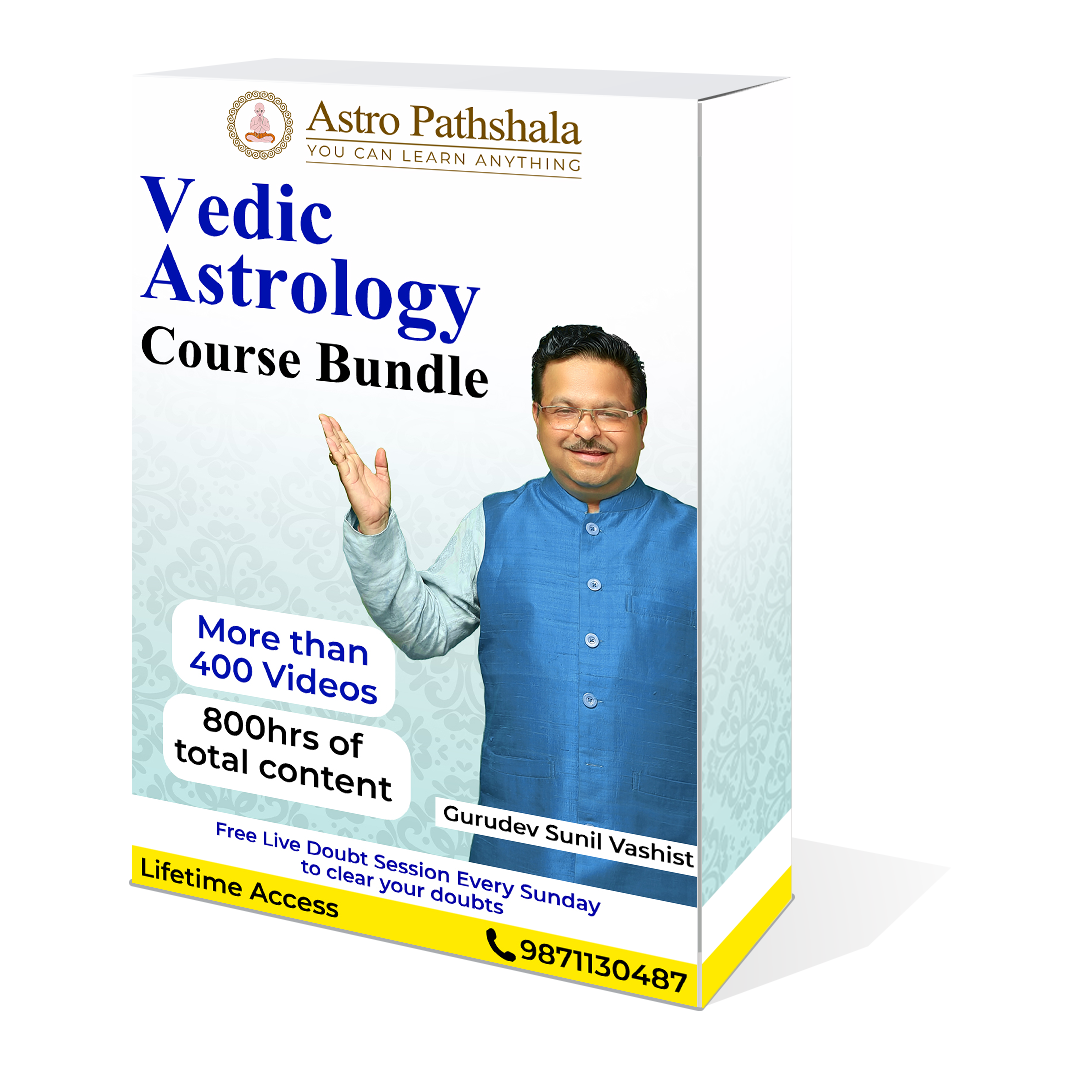 Astro Pathshala
YOU CAN LEARN ANYTHING
Vedic
Astrology
Course Bundle
More than
400 Videos
800hrs of
total content
Gurudev Sunil Vashist
Free Live Doubt Session Every Sunday
to clear your doubts
Lifetime Access
9871130487